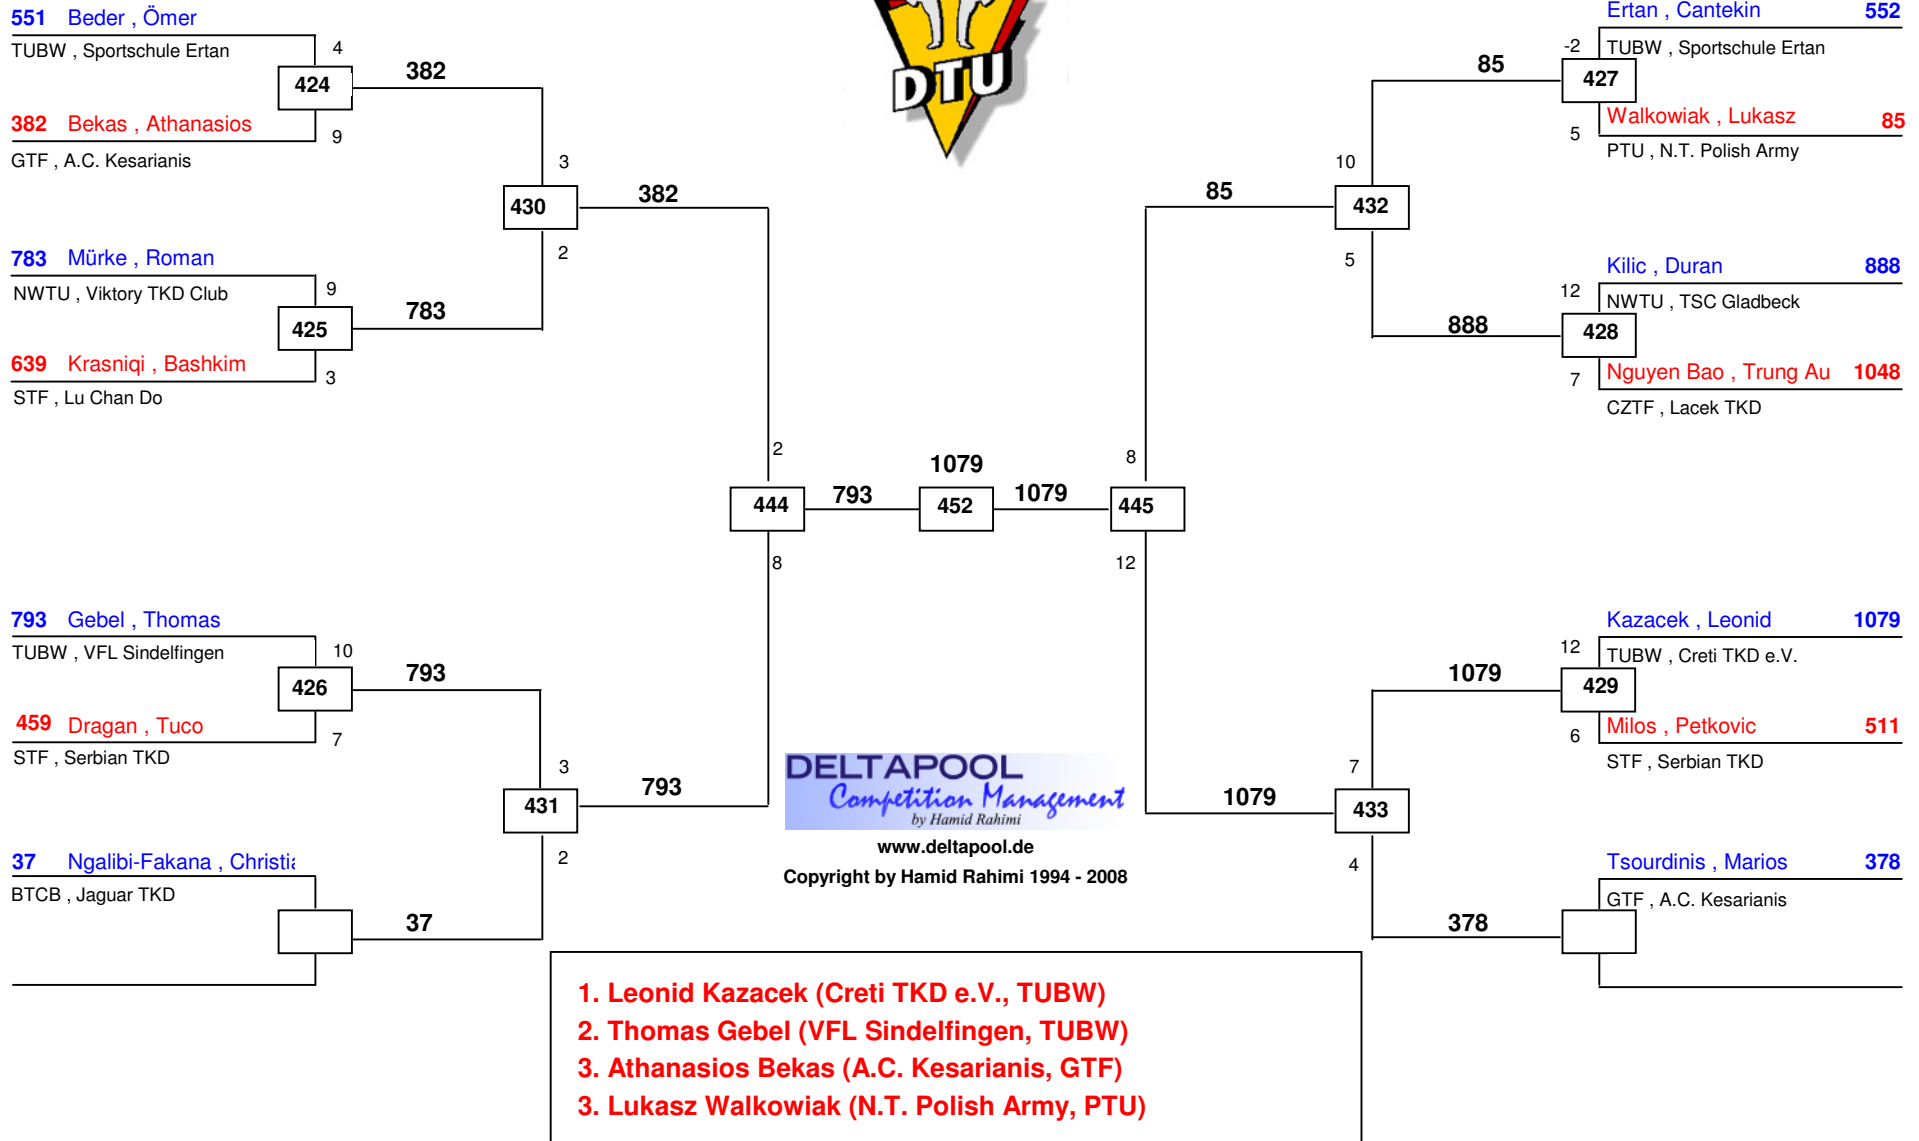 551 Beder , Ömer
TUBW , Sportschule Ertan
4
424
382
382 Bekas , Athanasios
9
GTF , A.C. Kesarianis
3
430
382
2
783 Mürke , Roman
NWTU , Viktory TKD Club
9
425
783
639 Krasniqi , Bashkim
3
STF , Lu Chan Do
2
444
793
8
793 Gebel , Thomas
TUBW , VFL Sindelfingen
10
426
793
459 Dragan , Tuco
7
STF , Serbian TKD
3
431
793
2
37 Ngalibi-Fakana , Christia
BTCB , Jaguar TKD
37
DTU
1079
452
1079
Ertan , Cantekin 552
-2
TUBW , Sportschule Ertan
85
427
Walkowiak , Lukasz 85
5
PTU , N.T. Polish Army
10
85
432
5
Kilic , Duran 888
12
NWTU , TSC Gladbeck
888
428
Nguyen Bao , Trung Au 1048
7
CZTF , Lacek TKD
8
445
12
Kazacek , Leonid 1079
12
TUBW , Creti TKD e.V.
1079
429
Milos , Petkovic 511
6
STF , Serbian TKD
7
1079
433
4
Tsourdinis , Marios 378
GTF , A.C. Kesarianis
378
DELTAPOOL
Competition Management
by Hamid Rahimi
www.deltapool.de
Copyright by Hamid Rahimi 1994 - 2008
1. Leonid Kazacek (Creti TKD e.V., TUBW)
2. Thomas Gebel (VFL Sindelfingen, TUBW)
3. Athanasios Bekas (A.C. Kesarianis, GTF)
3. Lukasz Walkowiak (N.T. Polish Army, PTU)